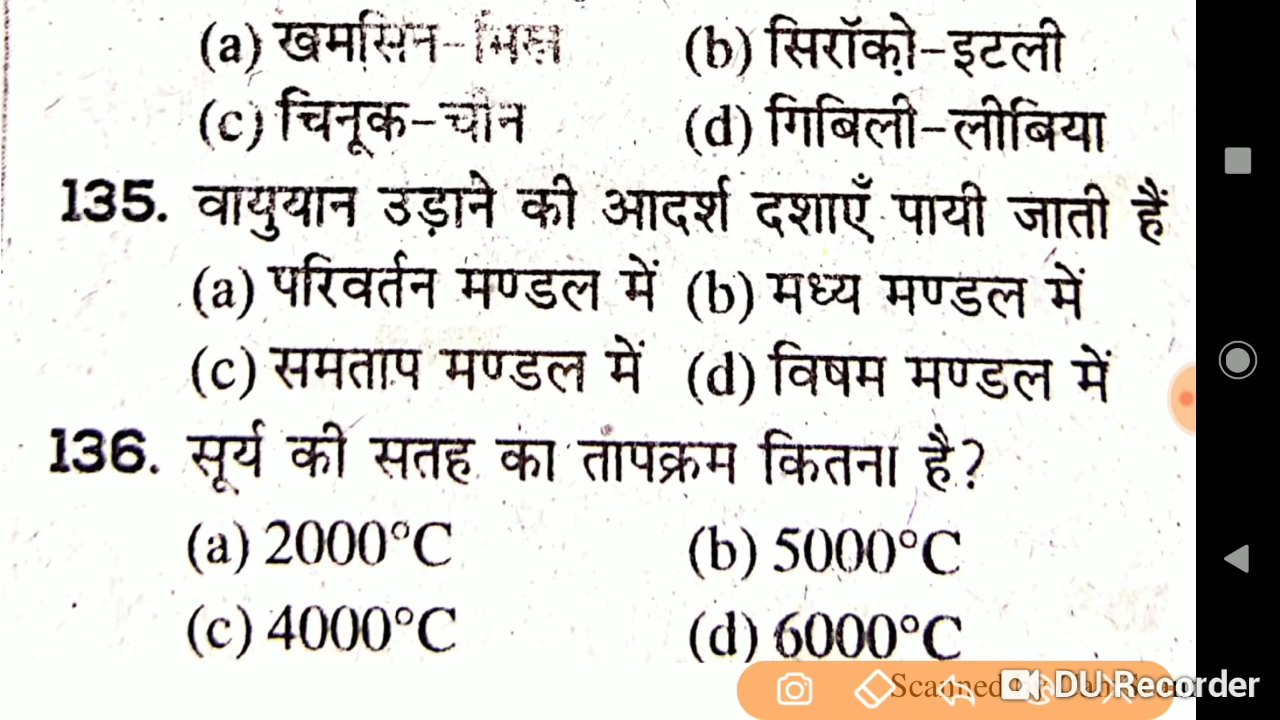 (a) खमसिन-मिस्र (b) सिरॉको-इटली
(c) चिनूक-चीन (d) गिबिली-लीबिया
135. वायुयान उड़ाने की आदर्श दशाएँ पायी जाती हैं
(a) परिवर्तन मण्डल में (b) मध्य मण्डल में
(c) समताप मण्डल में (d) विषम मण्डल में
136. सूर्य की सतह का तापक्रम कितना है?
(a) 2000°C (b) 5000°C
(c) 4000°C (d) 6000°C
Scanned DU Recorder